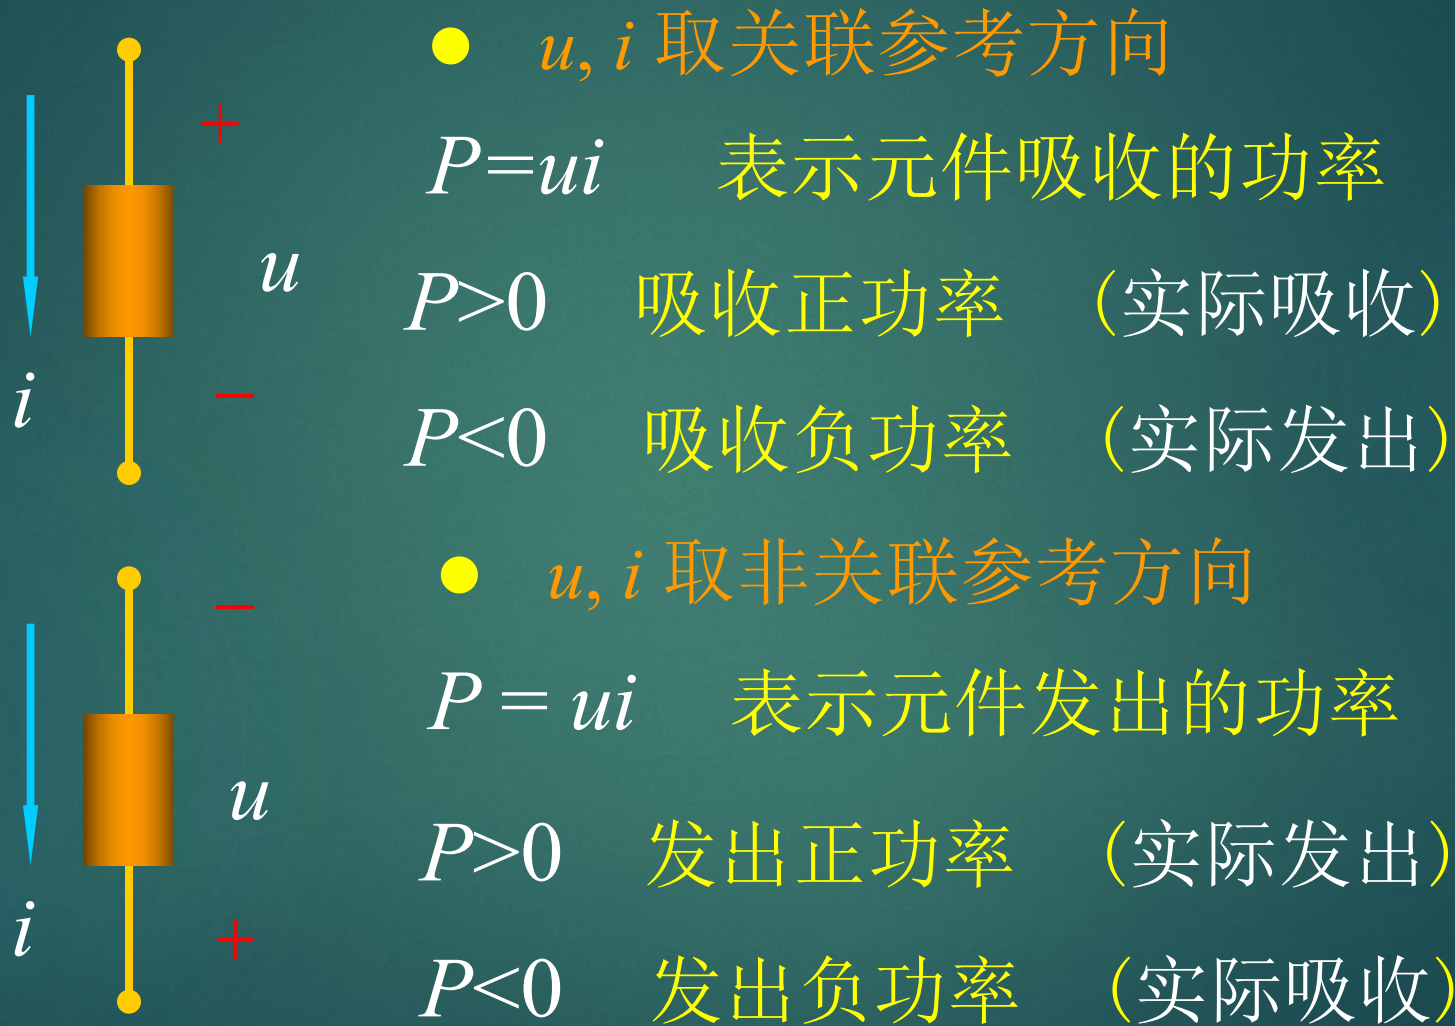 u, i 取关联参考方向
+
P=ui 表示元件吸收的功率
u
P>0 吸收正功率 (实际吸收)
i
−
P<0 吸收负功率 (实际发出)
u, i 取非关联参考方向
−
P = ui 表示元件发出的功率
u
P>0 发出正功率 (实际发出)
i
+
P<0 发出负功率 (实际吸收)